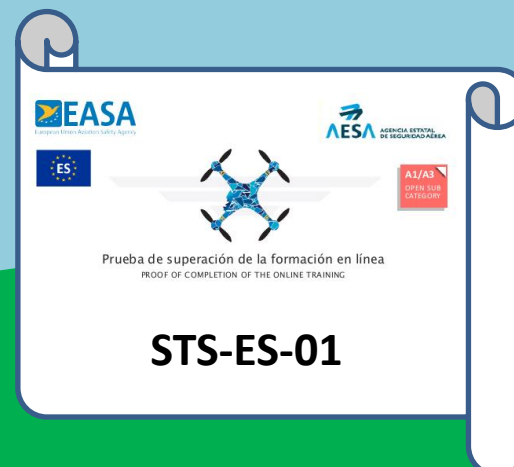 EASA
European Union Aviation Safety Agency
AESA AGENCIA ESTATAL
DE SEGURIDAD AÉREA
ES
A1/A3
OPEN SUB
CATEGORY
Prueba de superación de la formación en línea
PROOF OF COMPLETION OF THE ONLINE TRAINING
STS-ES-01